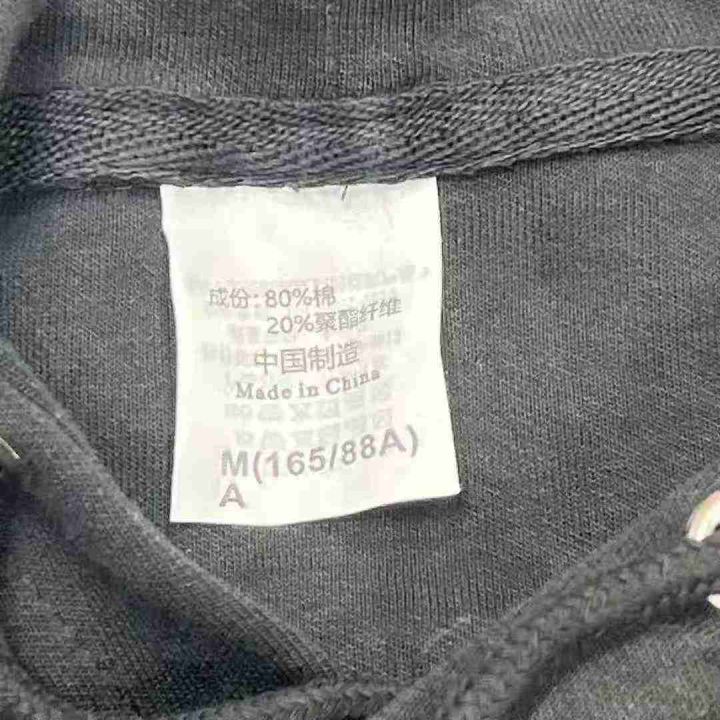 成份:80%棉
20%聚酯纤维
中国制造
Made in China
M(165/88A)
A